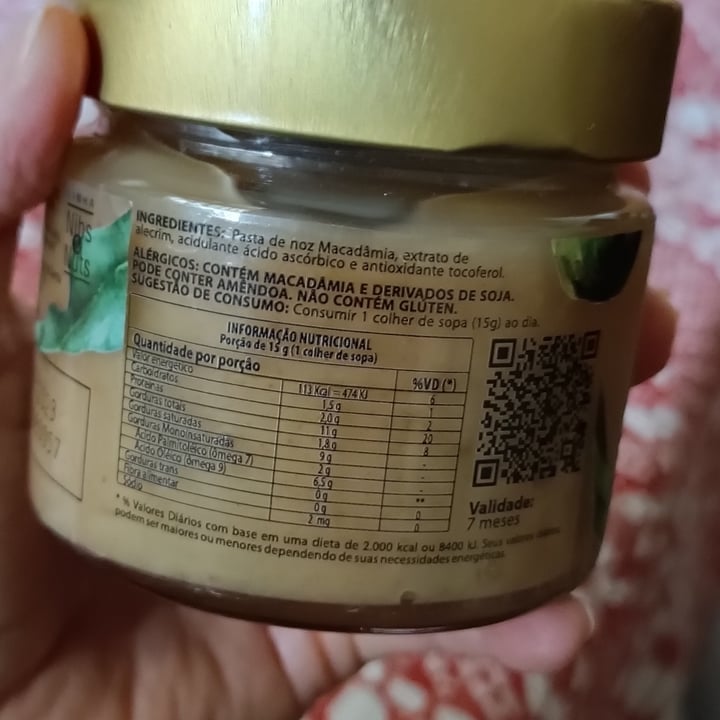 Nibs
e
Nuts
INGREDIENTES: Pasta de noz Macadâmia, extrato de
alecrim, acidulante ácido ascórbico e antioxidante tocoferol.
ALÉRGICOS: CONTÉM MACADÂMIA E DERIVADOS DE SOJA.
PODE CONTER AMÊNDOA. NÃO CONTÉM GLÚTEN.
SUGESTÃO DE CONSUMO: Consumir 1 colher de sopa (15g) ao dia.
INFORMAÇÃO NUTRICIONAL
Porção de 15 g (1 colher de sopa)
Quantidade por porção %VD (*)
Valor energético 113 Kcal = 474 KJ 6
Carboidratos 1,5 g 1
Proteínas 2,0 g 2
Gorduras totais 11 g 20
Gorduras saturadas 1,8 g 8
Gorduras Monoinsaturadas 9 g -
Ácido Palmitoléico (ômega 7) 2 g -
Ácido Oléico (ômega 9) 6,5 g -
Gorduras trans 0 g **
Fibra alimentar 0 g 0
Sódio 2 mg 0
* % Valores Diários com base em uma dieta de 2.000 kcal ou 8400 kJ. Seus valores diários
podem ser maiores ou menores dependendo de suas necessidades energéticas.
Validade:
7 meses